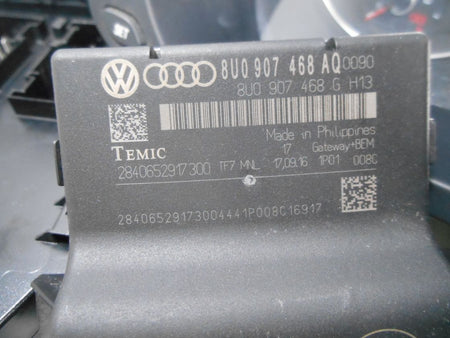 8U0 907 468 AQ 0090
8U0 907 468 G H13
Made in Philippines
TEMIC 17 Gateway+BEM
2840652917300 TF7 MNL 17.09.16 1P01 008C
28406529173004441P008C16917